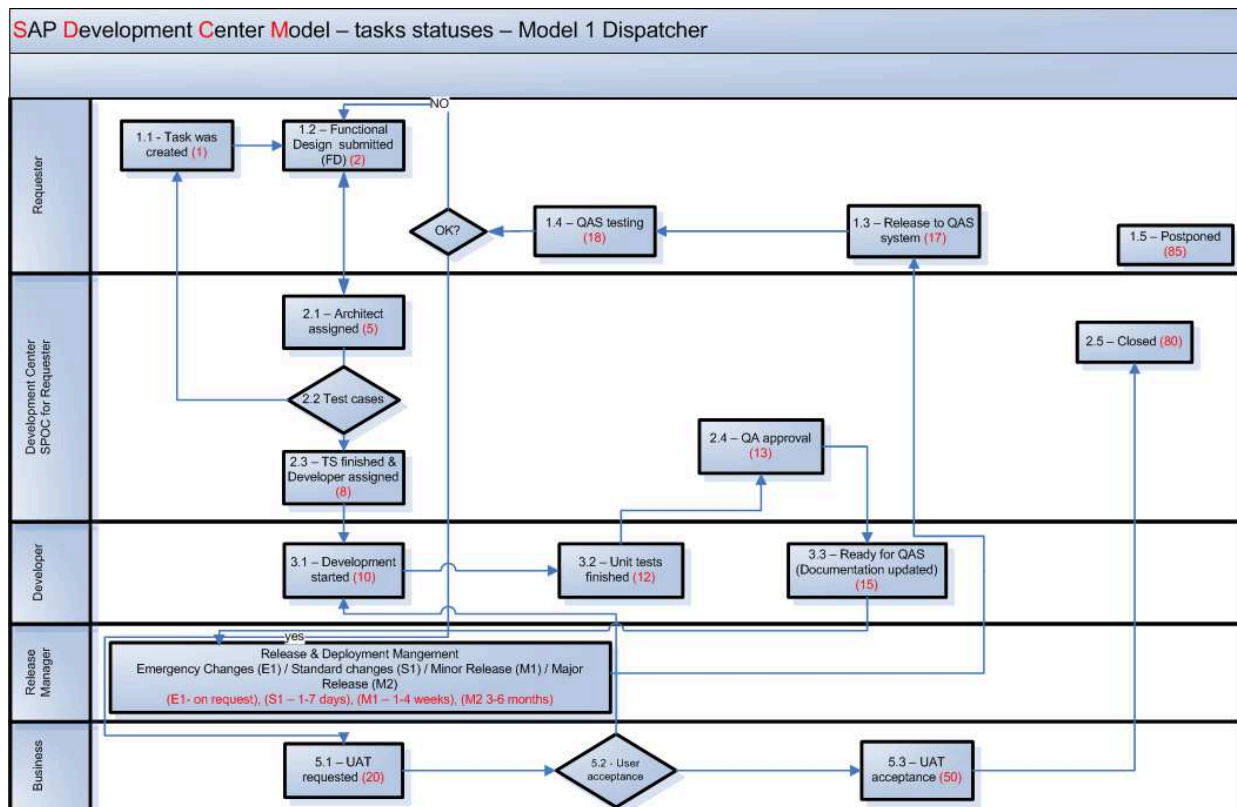 SAP Development Center Model – tasks statuses – Model 1 Dispatcher
Requester
NO
1.1 - Task was
created (1)
1.2 – Functional
Design submitted
(FD) (2)
OK?
1.4 – QAS testing
(18)
1.3 – Release to QAS
system (17)
1.5 – Postponed
(85)
Development Center
SPOC for Requester
2.1 – Architect
assigned (5)
2.2 Test cases
2.3 – TS finished &
Developer assigned
(8)
2.4 – QA approval
(13)
2.5 – Closed (80)
Developer
3.1 – Development
started (10)
3.2 – Unit tests
finished (12)
3.3 – Ready for QAS
(Documentation updated)
(15)
Release
Manager
yes
Release & Deployment Mangement
Emergency Changes (E1) / Standard changes (S1) / Minor Release (M1) / Major
Release (M2)
(E1- on request), (S1 – 1-7 days), (M1 – 1-4 weeks), (M2 3-6 months)
Business
5.1 – UAT
requested (20)
5.2 - User
acceptance
5.3 – UAT
acceptance (50)